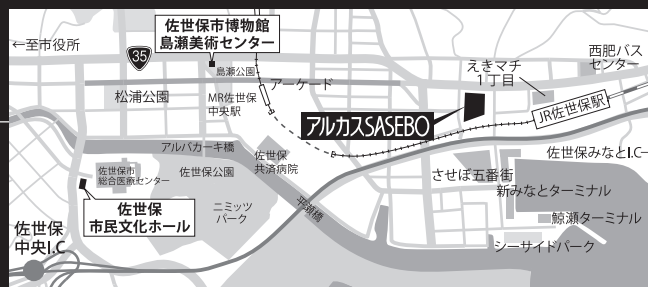 ←至市役所
35
佐世保市博物館
島瀬美術センター
島瀬公園
松浦公園
MR佐世保
中央駅
アーケード
えきマチ
1丁目
西肥バス
センター
アルカスSASEBO
JR佐世保駅
アルバカーキ橋
佐世保市
総合医療センター
佐世保公園
佐世保
共済病院
佐世保みなとI.C
させぼ五番街
新みなとターミナル
佐世保
市民文化ホール
ニミッツ
パーク
平瀬橋
鯨瀬ターミナル
シーサイドパーク
佐世保
中央I.C